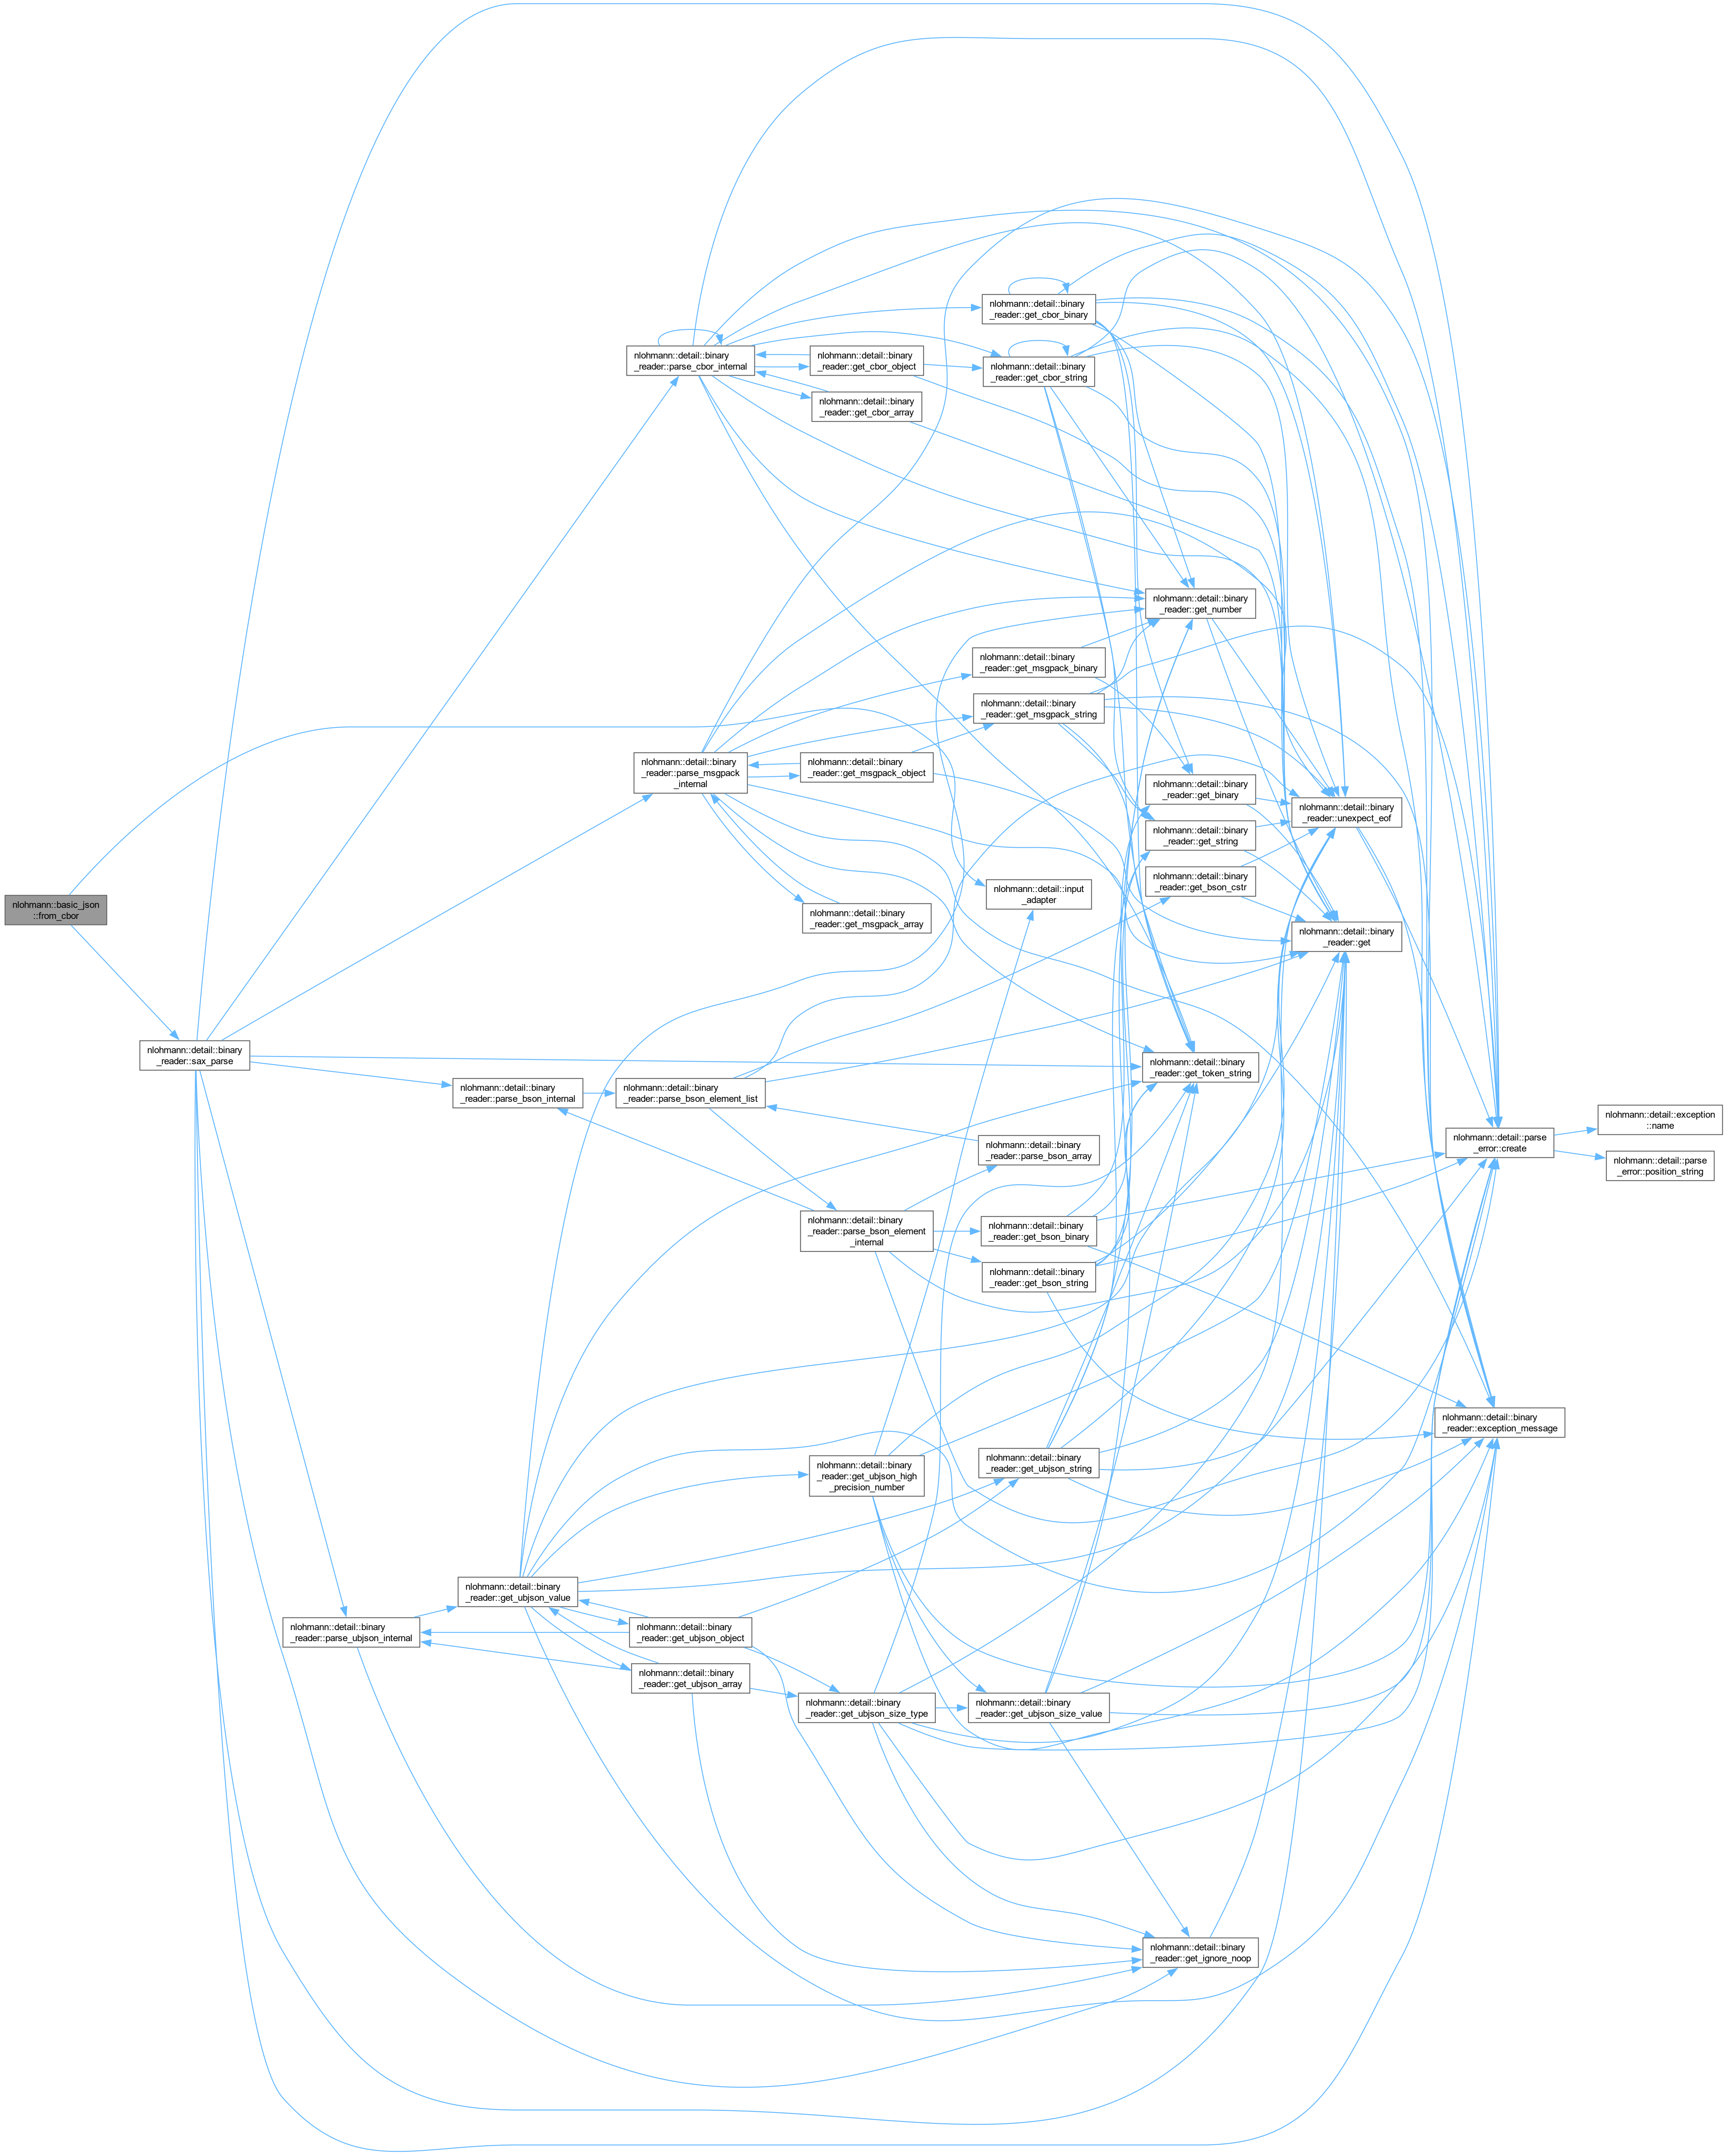 nlohmann::basic_json
::from_cbor
nlohmann::detail::binary
_reader::sax_parse
nlohmann::detail::binary
_reader::parse_ubjson_internal
nlohmann::detail::binary
_reader::parse_bson_internal
nlohmann::detail::binary
_reader::get_ubjson_value
nlohmann::detail::binary
_reader::parse_cbor_internal
nlohmann::detail::binary
_reader::parse_msgpack
_internal
nlohmann::detail::binary
_reader::parse_bson_element_list
nlohmann::detail::binary
_reader::get_ubjson_object
nlohmann::detail::binary
_reader::get_ubjson_array
nlohmann::detail::binary
_reader::get_cbor_object
nlohmann::detail::binary
_reader::get_cbor_array
nlohmann::detail::binary
_reader::get_msgpack_object
nlohmann::detail::binary
_reader::get_msgpack_array
nlohmann::detail::binary
_reader::parse_bson_element
_internal
nlohmann::detail::binary
_reader::get_ubjson_high
_precision_number
nlohmann::detail::binary
_reader::get_ubjson_size_type
nlohmann::detail::binary
_reader::get_cbor_binary
nlohmann::detail::binary
_reader::get_cbor_string
nlohmann::detail::binary
_reader::get_msgpack_binary
nlohmann::detail::binary
_reader::get_msgpack_string
nlohmann::detail::input
_adapter
nlohmann::detail::binary
_reader::parse_bson_array
nlohmann::detail::binary
_reader::get_bson_binary
nlohmann::detail::binary
_reader::get_bson_string
nlohmann::detail::binary
_reader::get_ubjson_string
nlohmann::detail::binary
_reader::get_ubjson_size_value
nlohmann::detail::binary
_reader::get_number
nlohmann::detail::binary
_reader::get_binary
nlohmann::detail::binary
_reader::get_string
nlohmann::detail::binary
_reader::get_bson_cstr
nlohmann::detail::binary
_reader::get_token_string
nlohmann::detail::binary
_reader::get_ignore_noop
nlohmann::detail::binary
_reader::unexpect_eof
nlohmann::detail::binary
_reader::get
nlohmann::detail::parse
_error::create
nlohmann::detail::binary
_reader::exception_message
nlohmann::detail::exception
::name
nlohmann::detail::parse
_error::position_string